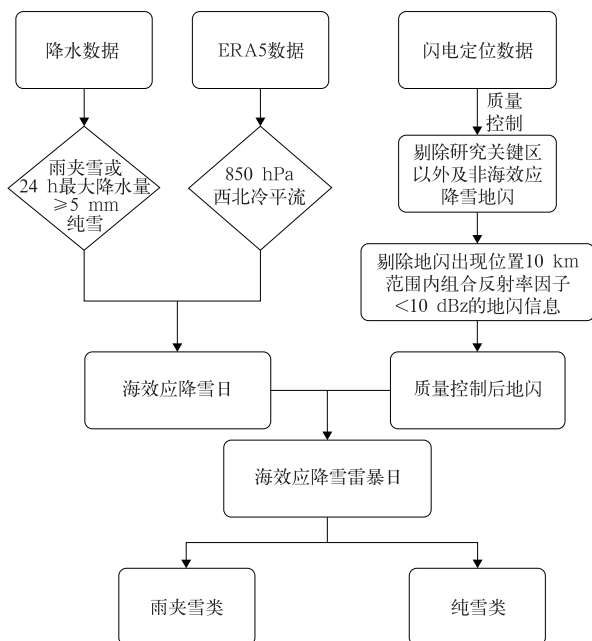 降水数据
ERA5数据
闪电定位数据
质量
控制
雨夹雪或
24 h最大降水量
≥5 mm
纯雪
850 hPa
西北冷平流
剔除研究关键区
以外及非海效应
降雪地闪
剔除地闪出现位置10 km
范围内组合反射率因子
<10 dBz的地闪信息
海效应降雪日
质量控制后地闪
海效应降雪雷暴日
雨夹雪类
纯雪类